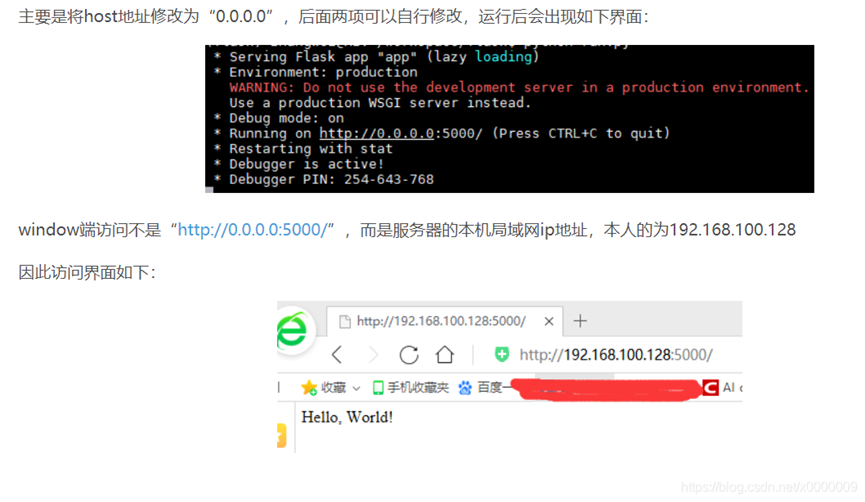 主要是将host地址修改为“0.0.0.0”，后面两项可以自行修改，运行后会出现如下界面：
* Serving Flask app "app" (lazy loading)
* Environment: production
WARNING: Do not use the development server in a production environment.
Use a production WSGI server instead.
* Debug mode: on
* Running on http://0.0.0.0:5000/ (Press CTRL+C to quit)
* Restarting with stat
* Debugger is active!
* Debugger PIN: 254-643-768
window端访问不是“http://0.0.0.0:5000/”，而是服务器的本机局域网ip地址，本人的为192.168.100.128
因此访问界面如下：
http://192.168.100.128:5000/
http://192.168.100.128:5000/
收藏 手机收藏夹 百度一 AI
Hello, World!
https://blog.csdn.net/x0000009